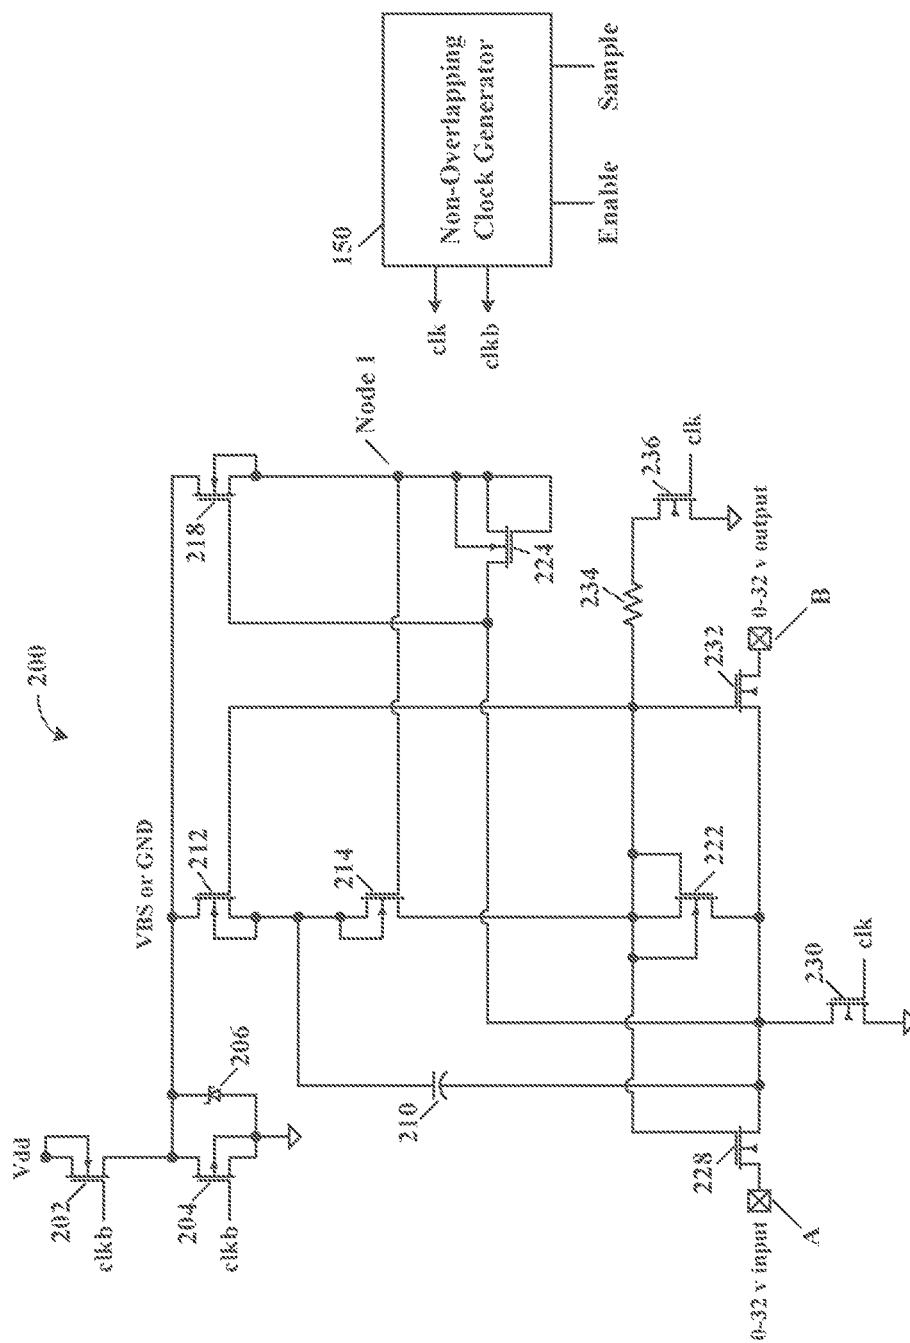 200
Vdd
202
clkb
204
clkb
206
VBS or GND
212
214
210
218
Node 1
224
222
234
236
clk
230
clk
228
232
0-32 v input
A
0-32 v output
B
150
Non-Overlapping
Clock Generator
clk
clkb
Enable
Sample